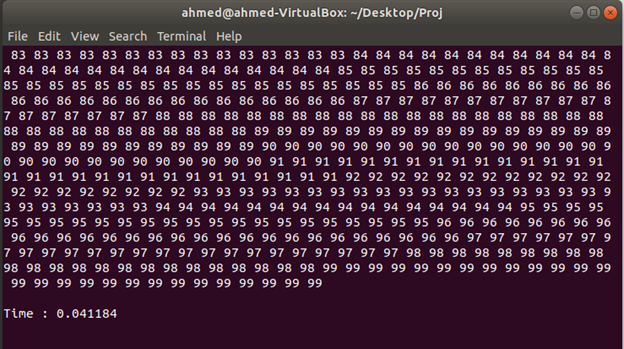 ahmed@ahmed-VirtualBox: ~/Desktop/Proj
File Edit View Search Terminal Help
83 83 83 83 83 83 83 83 83 83 83 83 83 83 83 84 84 84 84 84 84 84 84 84 84 84 8
4 84 84 84 84 84 84 84 84 84 84 84 84 84 84 85 85 85 85 85 85 85 85 85 85 85 85
85 85 85 85 85 85 85 85 85 85 85 85 85 85 85 85 85 85 86 86 86 86 86 86 86 86 86
86 86 86 86 86 86 86 86 86 86 86 86 86 86 86 87 87 87 87 87 87 87 87 87 87 87 8
7 87 87 87 87 87 87 88 88 88 88 88 88 88 88 88 88 88 88 88 88 88 88 88 88 88 88
88 88 88 88 88 88 88 88 88 88 88 89 89 89 89 89 89 89 89 89 89 89 89 89 89 89 89
89 89 89 89 89 89 89 89 89 89 89 90 90 90 90 90 90 90 90 90 90 90 90 90 90 90 9
0 90 90 90 90 90 90 90 90 90 90 90 91 91 91 91 91 91 91 91 91 91 91 91 91 91 91
91 91 91 91 91 91 91 91 91 91 91 91 91 91 91 92 92 92 92 92 92 92 92 92 92 92 92
92 92 92 92 92 92 92 92 93 93 93 93 93 93 93 93 93 93 93 93 93 93 93 93 93 93 9
3 93 93 93 93 93 93 94 94 94 94 94 94 94 94 94 94 94 94 94 94 94 94 95 95 95 95
95 95 95 95 95 95 95 95 95 95 95 95 95 95 95 95 95 95 95 96 96 96 96 96 96 96 96
96 96 96 96 96 96 96 96 96 96 96 96 96 96 96 96 96 96 96 96 97 97 97 97 97 97 9
7 97 97 97 97 97 97 97 97 97 97 97 97 97 97 97 97 97 98 98 98 98 98 98 98 98 98
98 98 98 98 98 98 98 98 98 98 98 98 98 98 99 99 99 99 99 99 99 99 99 99 99 99 99
99 99 99 99 99 99 99 99 99 99 99 99 99 99
Time : 0.041184